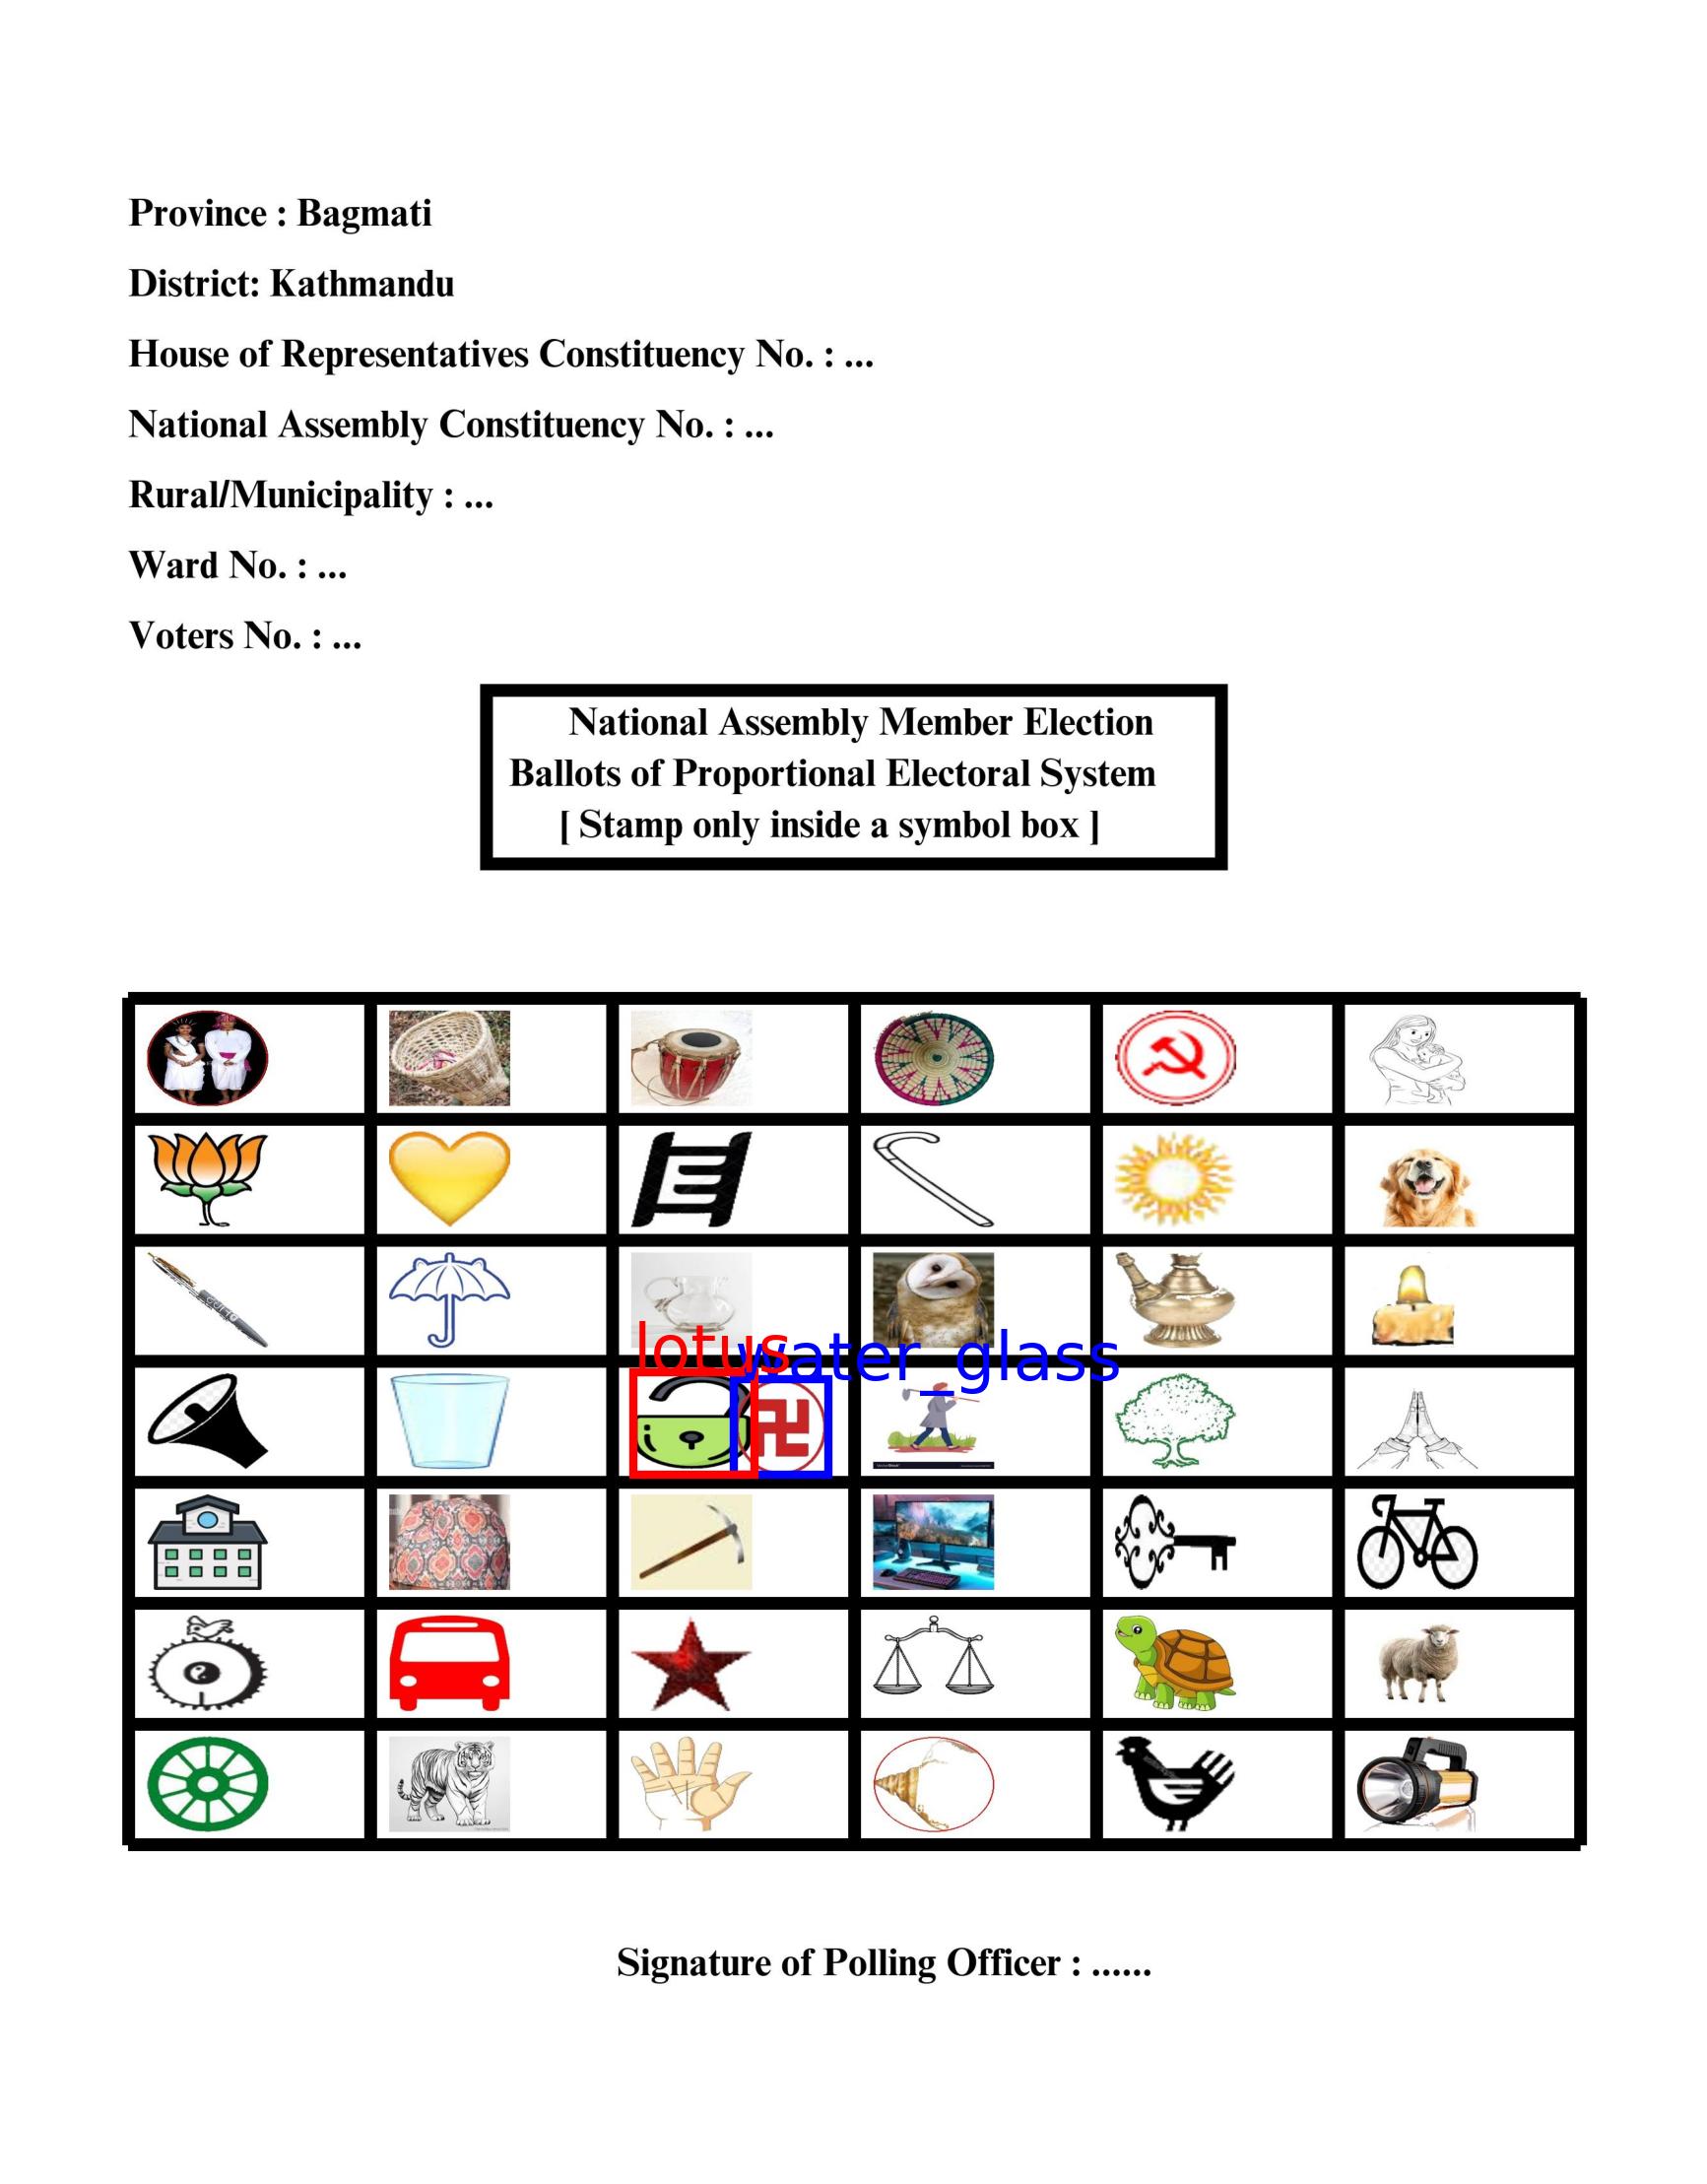 Province : Bagmati
District: Kathmandu
House of Representatives Constituency No. : ...
National Assembly Constituency No. : ...
Rural/Municipality : ...
Ward No. : ...
Voters No. : ...
National Assembly Member Election
Ballots of Proportional Electoral System
[ Stamp only inside a symbol box ]
lotus water_glass
Signature of Polling Officer : ......